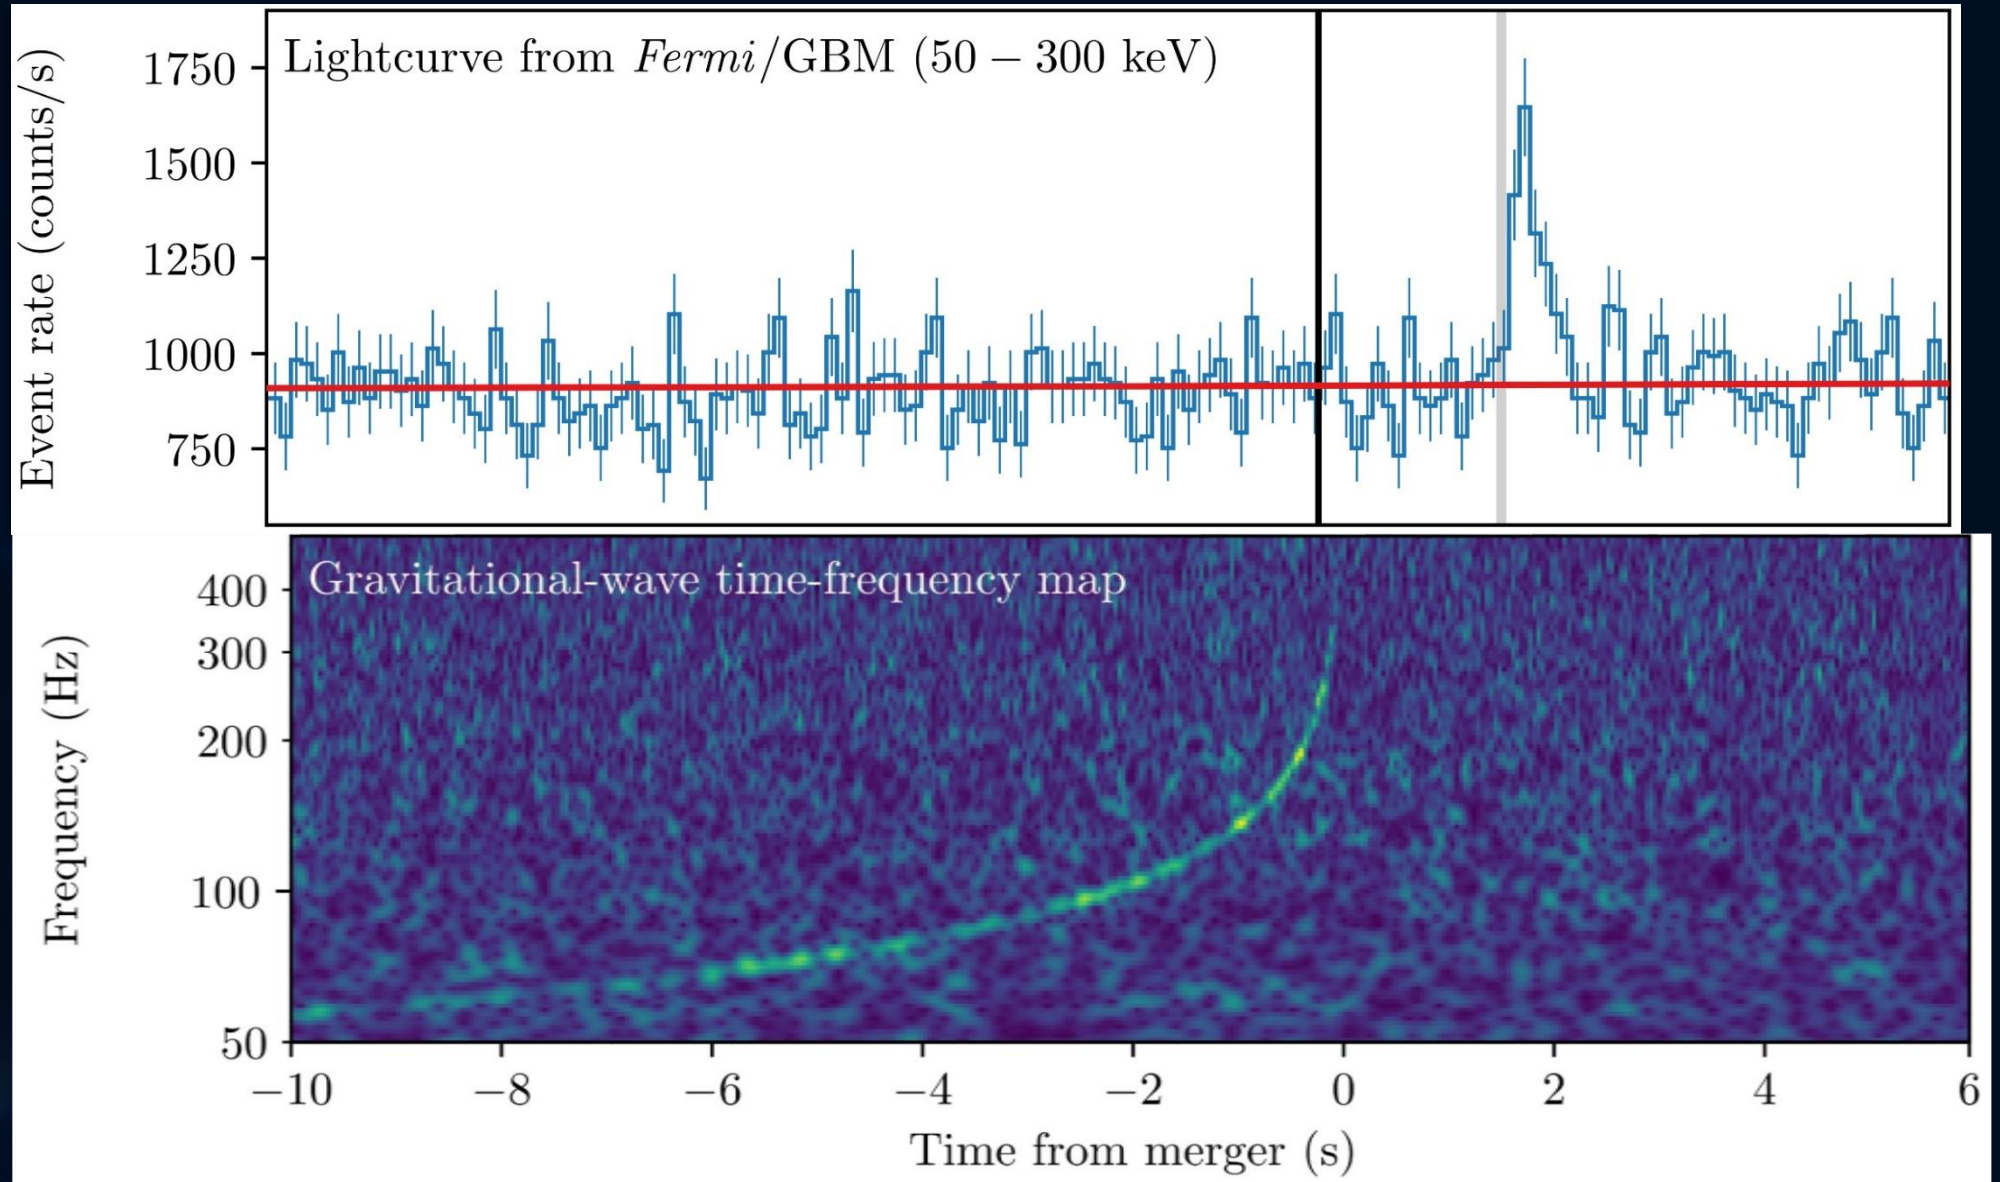 Lightcurve from Fermi/GBM (50 – 300 keV)
Event rate (counts/s)
1750
1500
1250
1000
750
Gravitational-wave time-frequency map
Frequency (Hz)
400
300
200
100
50
−10 −8 −6 −4 −2 0 2 4 6
Time from merger (s)